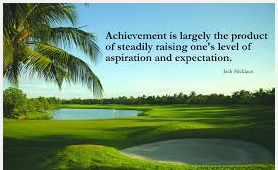 Achievement is largely the product
of steadily raising one's level of
aspiration and expectation.
Jack Nicklaus